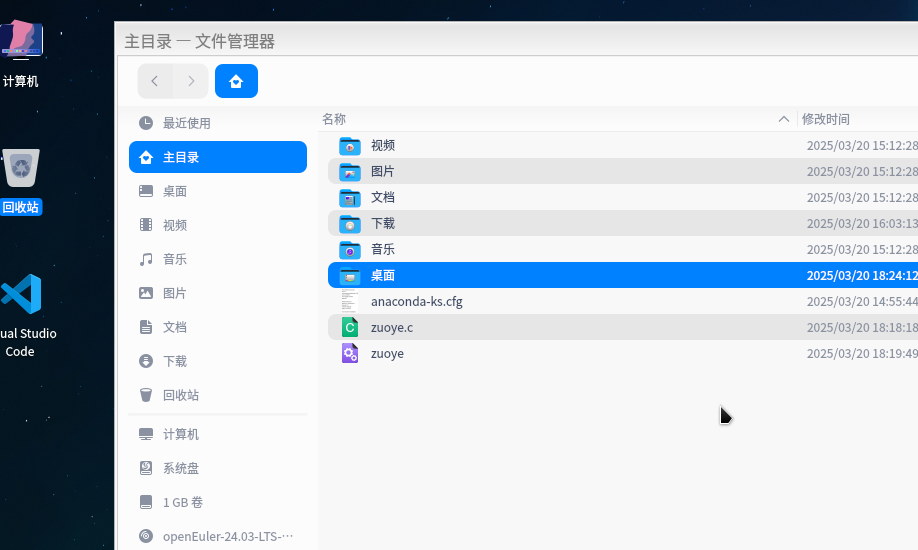 计算机
回收站
ual Studio
Code
主目录 — 文件管理器
最近使用
主目录
桌面
视频
音乐
图片
文档
下载
回收站
计算机
系统盘
1 GB 卷
openEuler-24.03-LTS-···
名称 修改时间
视频 2025/03/20 15:12:28
图片 2025/03/20 15:12:28
文档 2025/03/20 15:12:28
下载 2025/03/20 16:03:13
音乐 2025/03/20 15:12:28
桌面 2025/03/20 18:24:12
anaconda-ks.cfg 2025/03/20 14:55:44
C zuoye.c 2025/03/20 18:18:18
zuoye 2025/03/20 18:19:49